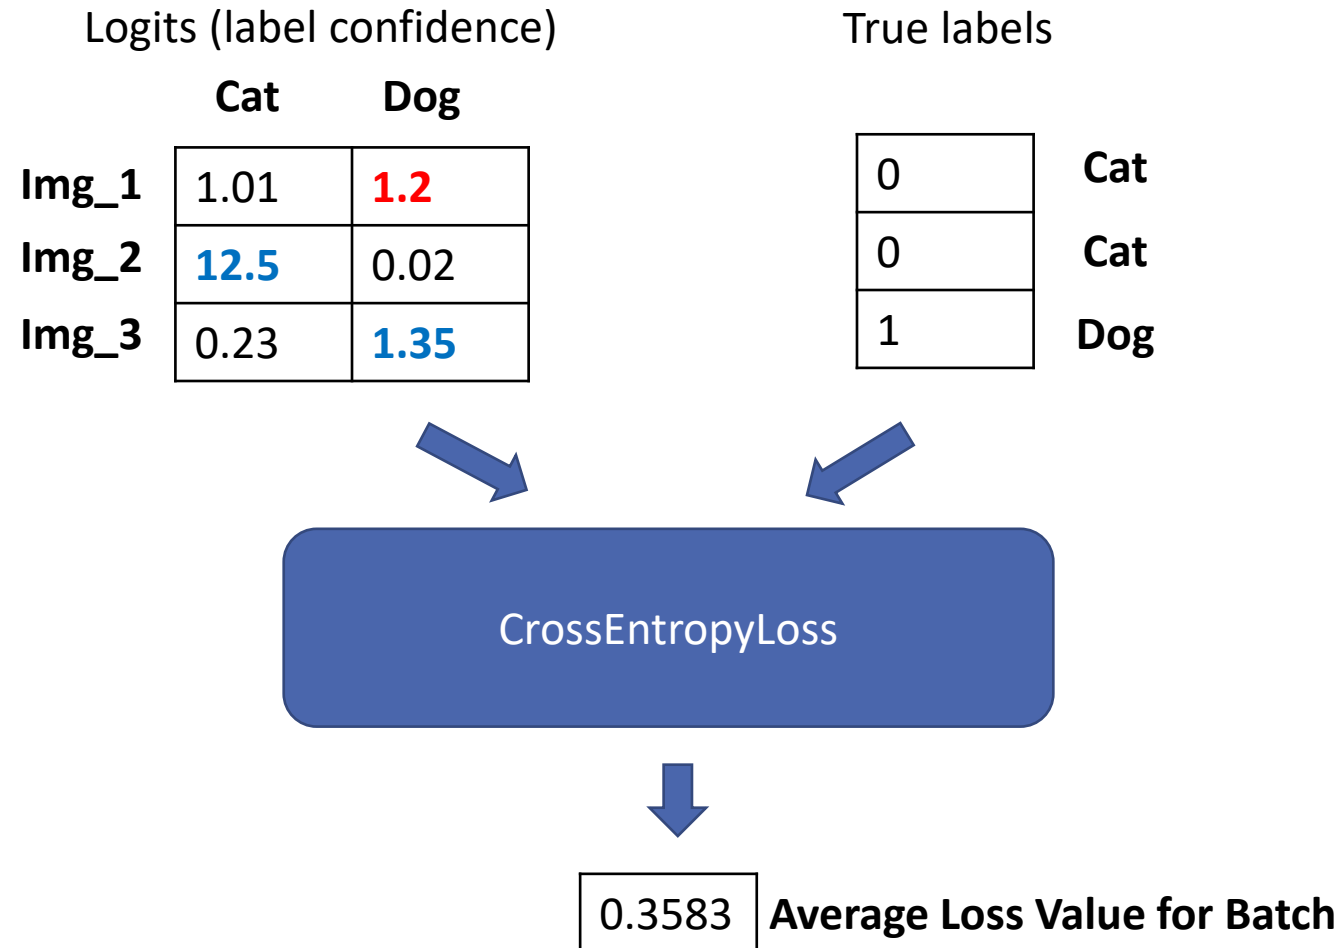 Logits (label confidence) True labels
Cat Dog
Img_1 1.01 1.2 0 Cat
Img_2 12.5 0.02 0 Cat
Img_3 0.23 1.35 1 Dog
CrossEntropyLoss
0.3583 Average Loss Value for Batch